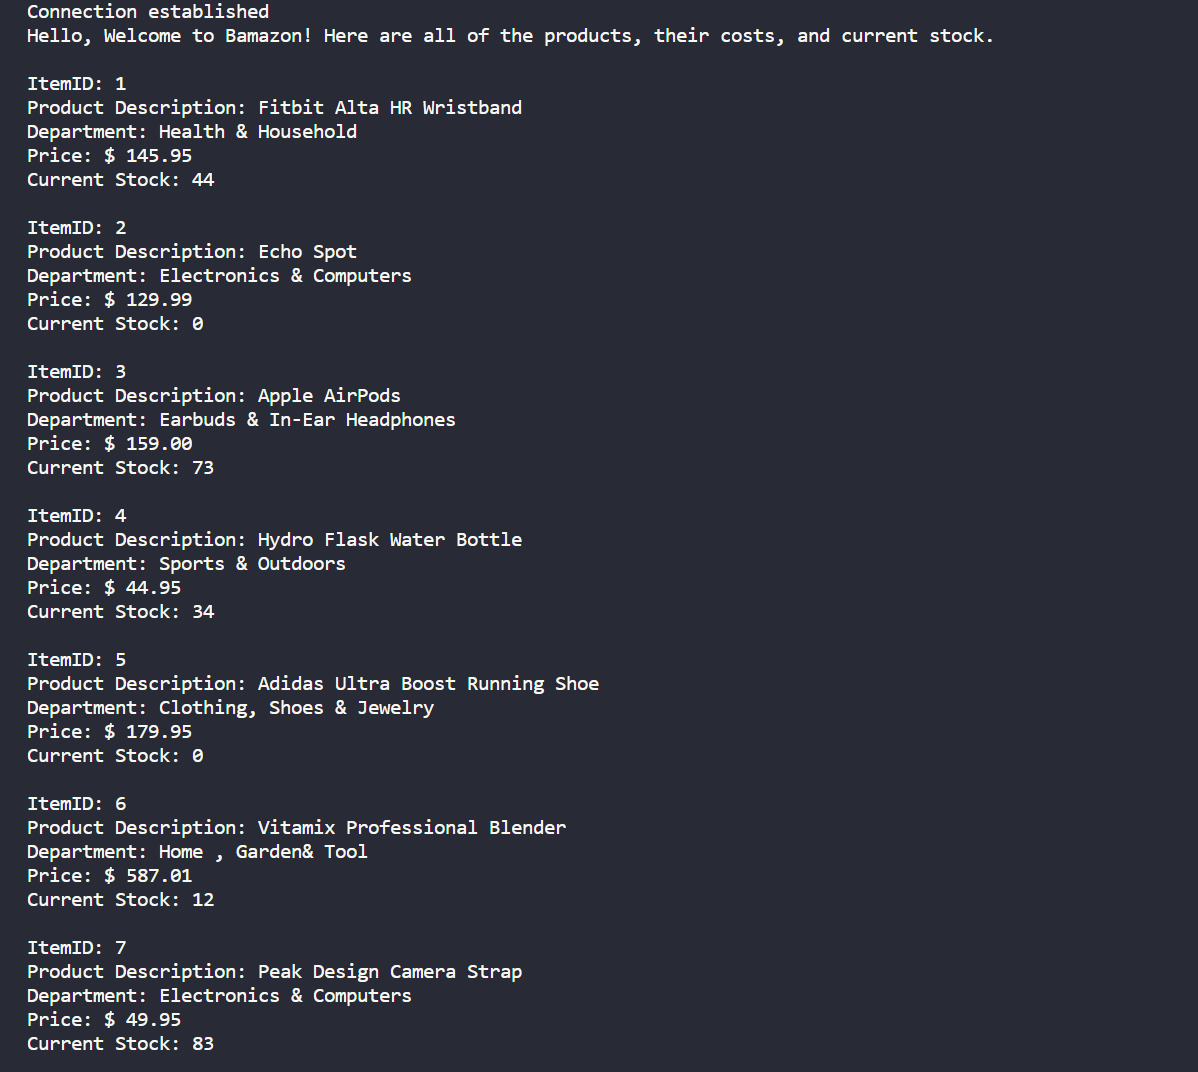 Connection established
Hello, Welcome to Bamazon! Here are all of the products, their costs, and current stock.
ItemID: 1
Product Description: Fitbit Alta HR Wristband
Department: Health & Household
Price: $ 145.95
Current Stock: 44
ItemID: 2
Product Description: Echo Spot
Department: Electronics & Computers
Price: $ 129.99
Current Stock: 0
ItemID: 3
Product Description: Apple AirPods
Department: Earbuds & In-Ear Headphones
Price: $ 159.00
Current Stock: 73
ItemID: 4
Product Description: Hydro Flask Water Bottle
Department: Sports & Outdoors
Price: $ 44.95
Current Stock: 34
ItemID: 5
Product Description: Adidas Ultra Boost Running Shoe
Department: Clothing, Shoes & Jewelry
Price: $ 179.95
Current Stock: 0
ItemID: 6
Product Description: Vitamix Professional Blender
Department: Home , Garden& Tool
Price: $ 587.01
Current Stock: 12
ItemID: 7
Product Description: Peak Design Camera Strap
Department: Electronics & Computers
Price: $ 49.95
Current Stock: 83